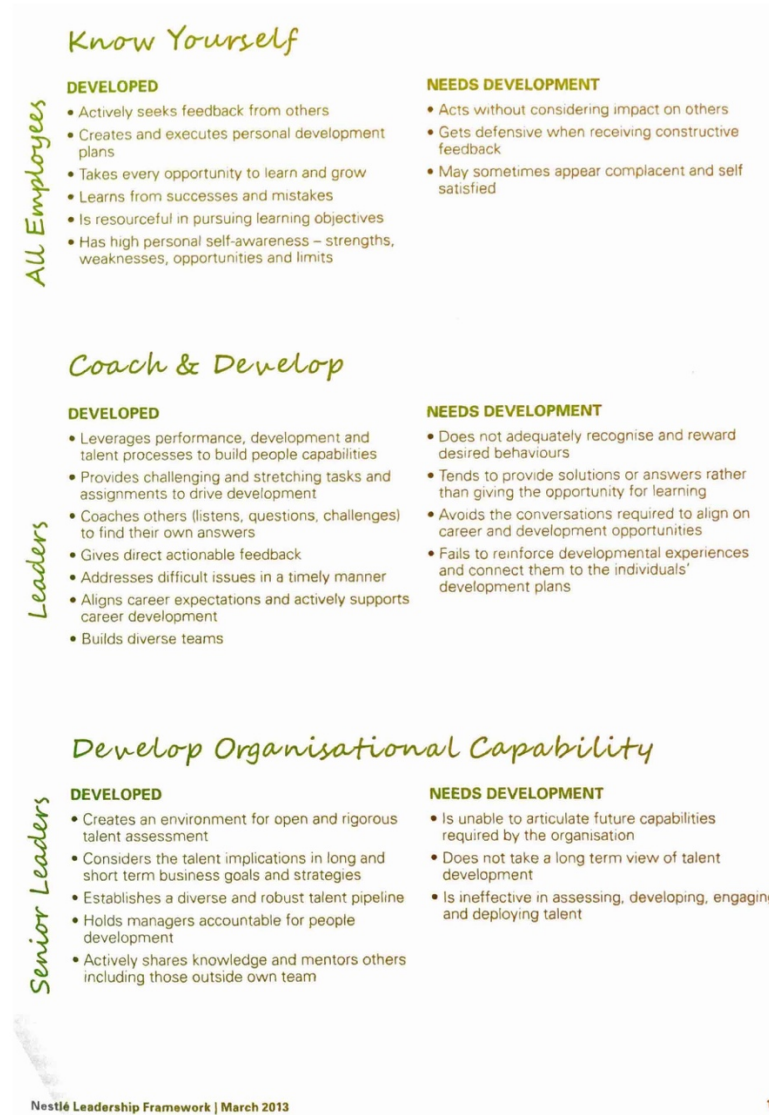 Know Yourself
All Employees
DEVELOPED
• Actively seeks feedback from others
• Creates and executes personal development
plans
• Takes every opportunity to learn and grow
• Learns from successes and mistakes
• Is resourceful in pursuing learning objectives
• Has high personal self-awareness – strengths,
weaknesses, opportunities and limits
NEEDS DEVELOPMENT
• Acts without considering impact on others
• Gets defensive when receiving constructive
feedback
• May sometimes appear complacent and self
satisfied
Coach & Develop
Leaders
DEVELOPED
• Leverages performance, development and
talent processes to build people capabilities
• Provides challenging and stretching tasks and
assignments to drive development
• Coaches others (listens, questions, challenges)
to find their own answers
• Gives direct actionable feedback
• Addresses difficult issues in a timely manner
• Aligns career expectations and actively supports
career development
• Builds diverse teams
NEEDS DEVELOPMENT
• Does not adequately recognise and reward
desired behaviours
• Tends to provide solutions or answers rather
than giving the opportunity for learning
• Avoids the conversations required to align on
career and development opportunities
• Fails to reinforce developmental experiences
and connect them to the individuals'
development plans
Develop Organisational Capability
Senior Leaders
DEVELOPED
• Creates an environment for open and rigorous
talent assessment
• Considers the talent implications in long and
short term business goals and strategies
• Establishes a diverse and robust talent pipeline
• Holds managers accountable for people
development
• Actively shares knowledge and mentors others
including those outside own team
NEEDS DEVELOPMENT
• Is unable to articulate future capabilities
required by the organisation
• Does not take a long term view of talent
development
• Is ineffective in assessing, developing, engaging
and deploying talent
Nestlé Leadership Framework | March 2013